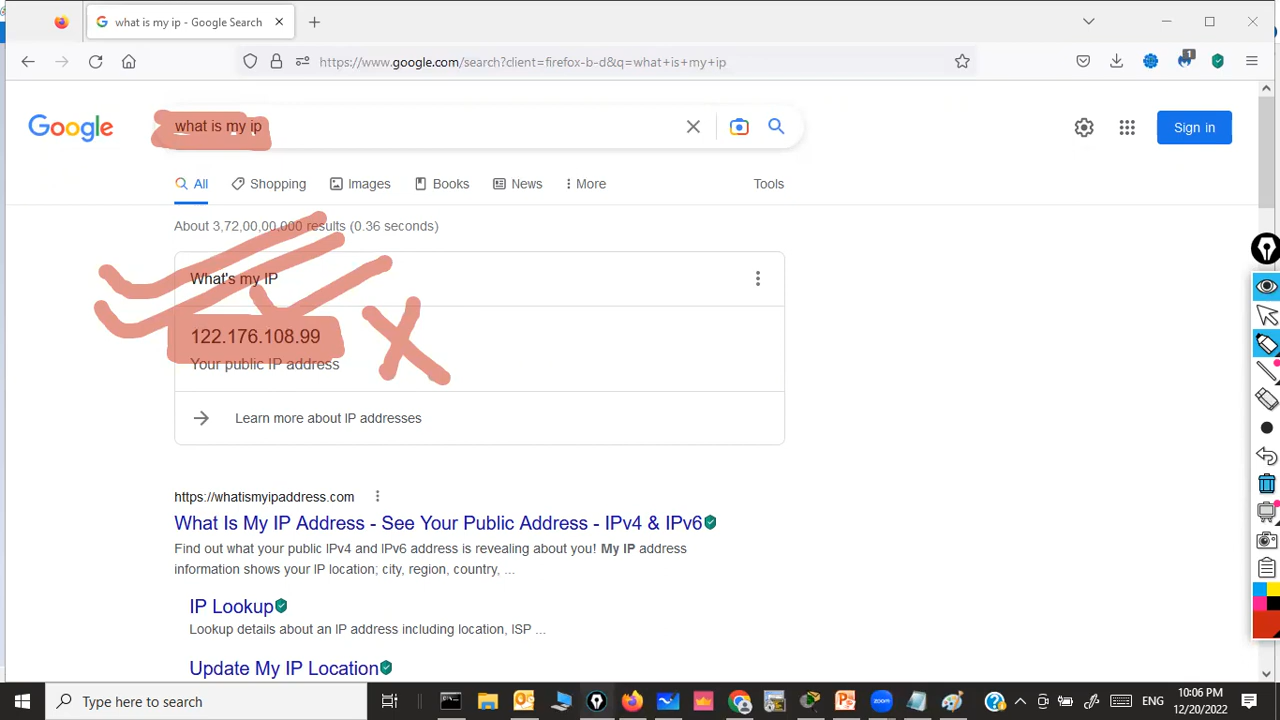 what is my ip - Google Search
https://www.google.com/search?client=firefox-b-d&q=what+is+my+ip
1
Google
what is my ip
Sign in
All
Shopping
Images
Books
News
More
Tools
About 3,72,00,00,000 results (0.36 seconds)
What's my IP
122.176.108.99
Your public IP address
Learn more about IP addresses
https://whatismyipaddress.com
What Is My IP Address - See Your Public Address - IPv4 & IPv6
Find out what your public IPv4 and IPv6 address is revealing about you! My IP address
information shows your IP location; city, region, country, ...
IP Lookup
Lookup details about an IP address including location, ISP ...
Update My IP Location
Type here to search
zoom
ENG
10:06 PM
12/20/2022